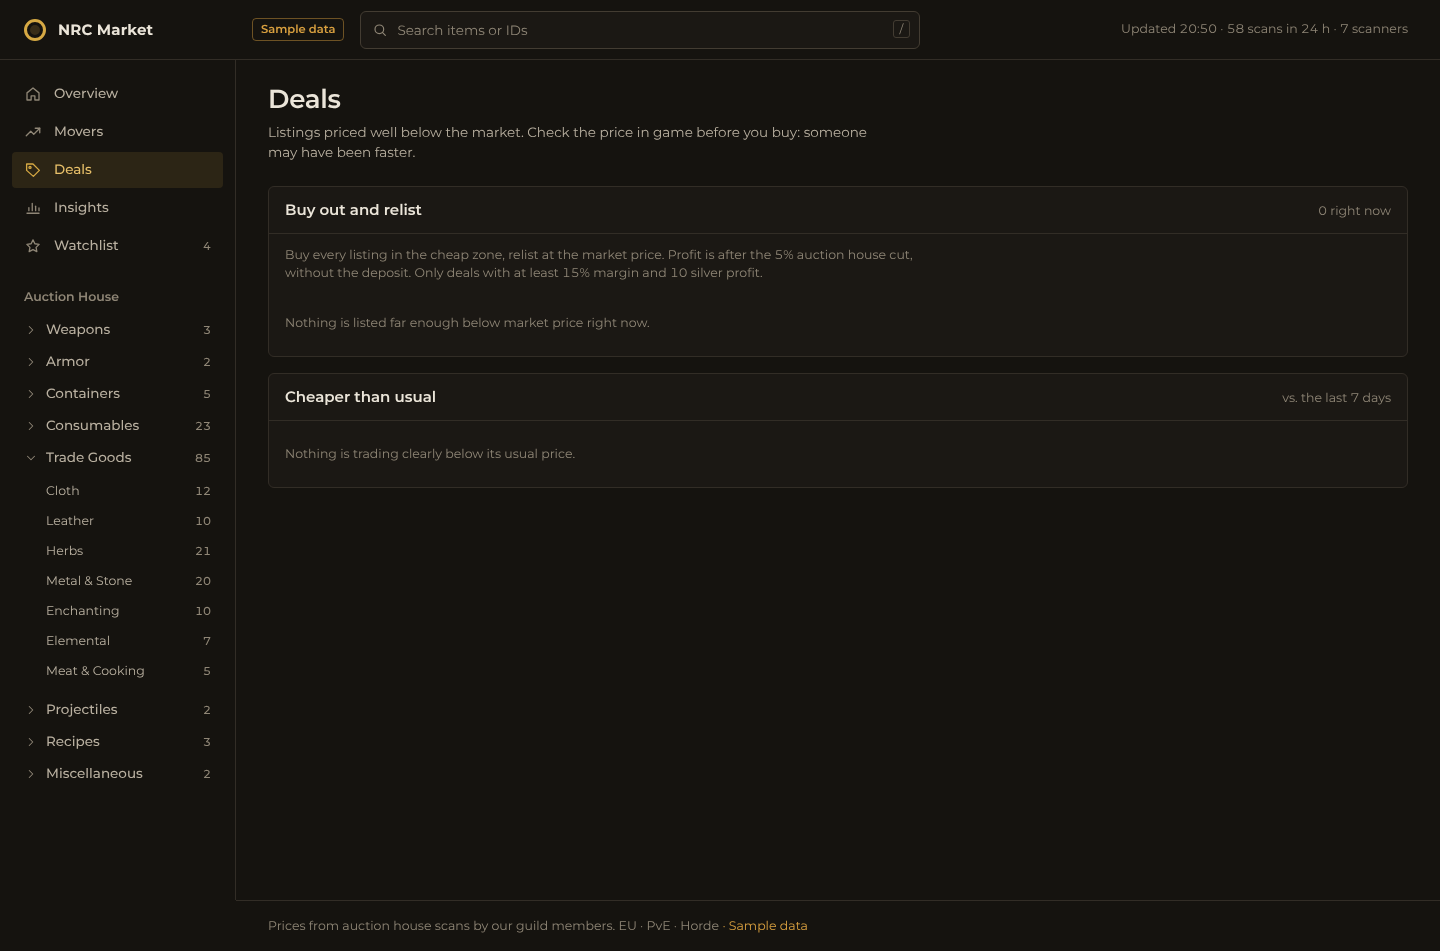 NRC Market
Sample data
Search items or IDs
/
Updated 20:50 · 58 scans in 24 h · 7 scanners
Overview
Movers
Deals
Insights
Watchlist 4
Auction House
Weapons 3
Armor 2
Containers 5
Consumables 23
Trade Goods 85
Cloth 12
Leather 10
Herbs 21
Metal & Stone 20
Enchanting 10
Elemental 7
Meat & Cooking 5
Projectiles 2
Recipes 3
Miscellaneous 2
Deals
Listings priced well below the market. Check the price in game before you buy: someone
may have been faster.
Buy out and relist
0 right now
Buy every listing in the cheap zone, relist at the market price. Profit is after the 5% auction house cut,
without the deposit. Only deals with at least 15% margin and 10 silver profit.
Nothing is listed far enough below market price right now.
Cheaper than usual
vs. the last 7 days
Nothing is trading clearly below its usual price.
Prices from auction house scans by our guild members. EU · PvE · Horde · Sample data